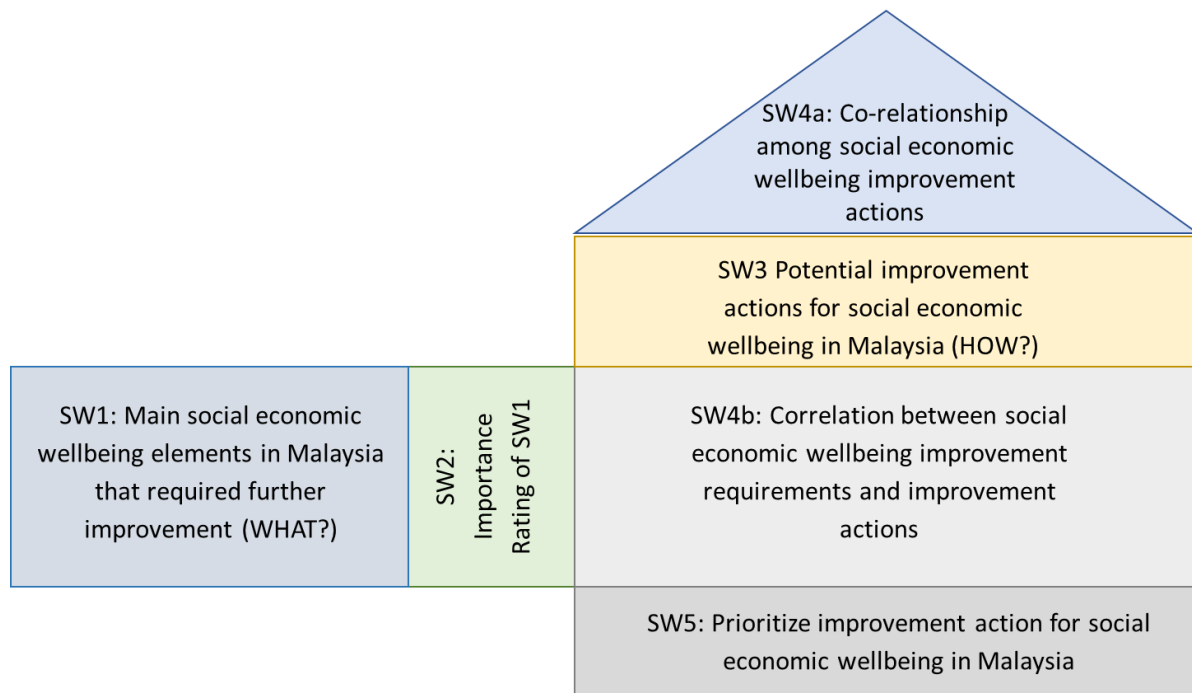 SW4a: Co-relationship
among social economic
wellbeing improvement
actions
SW3 Potential improvement
actions for social economic
wellbeing in Malaysia (HOW?)
SW1: Main social economic
wellbeing elements in Malaysia
that required further
improvement (WHAT?)
SW2:
Importance
Rating of SW1
SW4b: Correlation between social
economic wellbeing improvement
requirements and improvement
actions
SW5: Prioritize improvement action for social
economic wellbeing in Malaysia